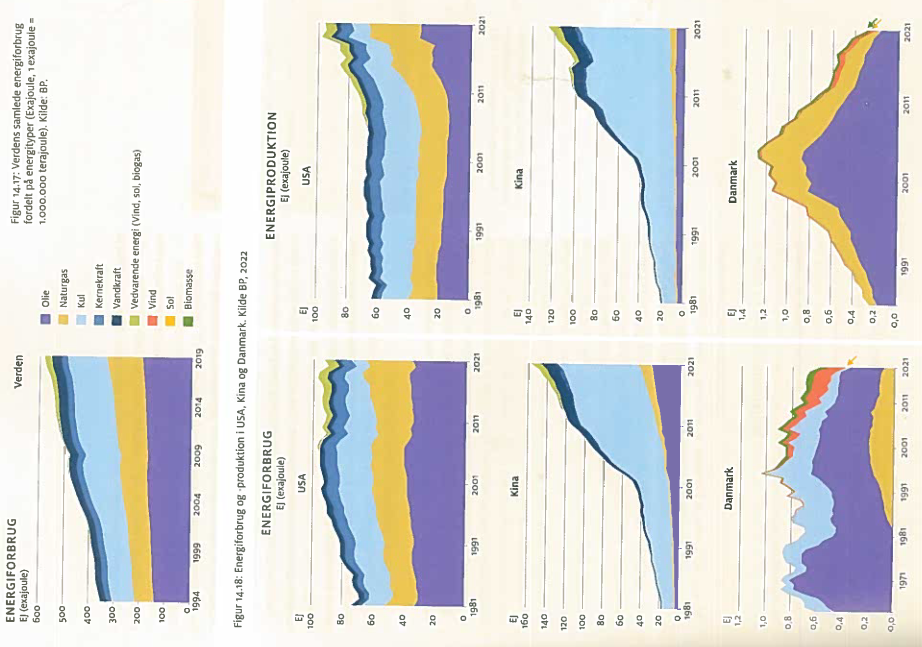 ENERGIFORBRUG
EJ (exajoule)
Verden
600
500
400
300
200
100
0
1994
1999
2004
2009
2014
2019
Olie
Naturgas
Kul
Kernekraft
Vandkraft
Vedvarende energi (Vind, sol, biogas)
Vind
Sol
Biomasse
Figur 14.17: Verdens samlede energiforbrug
fordelt på energityper (Exajoule, 1 exajoule =
1.000.000 terajoule). Kilde: BP.
Figur 14.18: Energiforbrug og -produktion i USA, Kina og Danmark. Kilde BP, 2022
ENERGIFORBRUG
EJ (exajoule)
USA
EJ
100
80
60
40
20
0
1981
1991
2001
2011
2021
Kina
EJ
160
140
120
100
80
60
40
20
0
1981
1991
2001
2011
2021
Danmark
EJ
1,2
1,0
0,8
0,6
0,4
0,2
0,0
1971
1981
1991
2001
2011
2021
ENERGIPRODUKTION
EJ (exajoule)
USA
EJ
100
80
60
40
20
0
1981
1991
2001
2011
2021
Kina
EJ
140
120
100
80
60
40
20
0
1981
1991
2001
2011
2021
Danmark
EJ
1,4
1,2
1,0
0,8
0,6
0,4
0,2
0,0
1991
2001
2011
2021